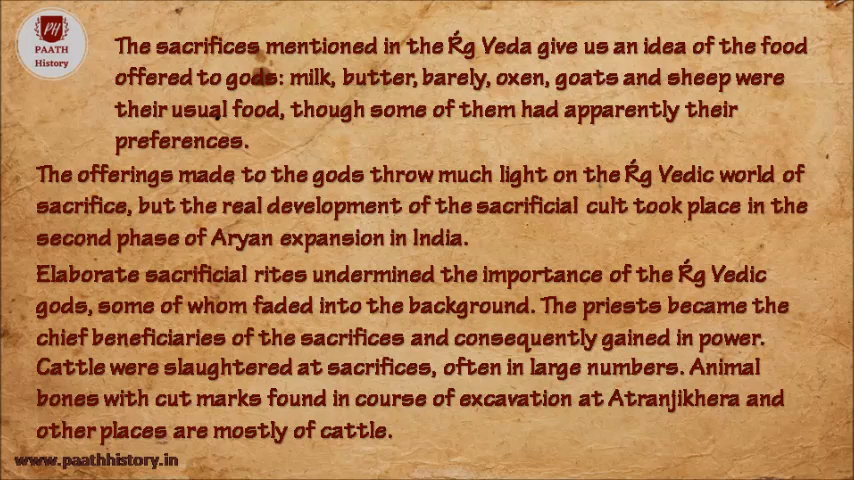 PH
PAATH
History
The sacrifices mentioned in the Ŕg Veda give us an idea of the food
offered to gods: milk, butter, barely, oxen, goats and sheep were
their usual food, though some of them had apparently their
preferences.
The offerings made to the gods throw much light on the Ŕg Vedic world of
sacrifice, but the real development of the sacrificial cult took place in the
second phase of Aryan expansion in India.
Elaborate sacrificial rites undermined the importance of the Ŕg Vedic
gods, some of whom faded into the background. The priests became the
chief beneficiaries of the sacrifices and consequently gained in power.
Cattle were slaughtered at sacrifices, often in large numbers. Animal
bones with cut marks found in course of excavation at Atranjikhera and
other places are mostly of cattle.
www.paathhistory.in